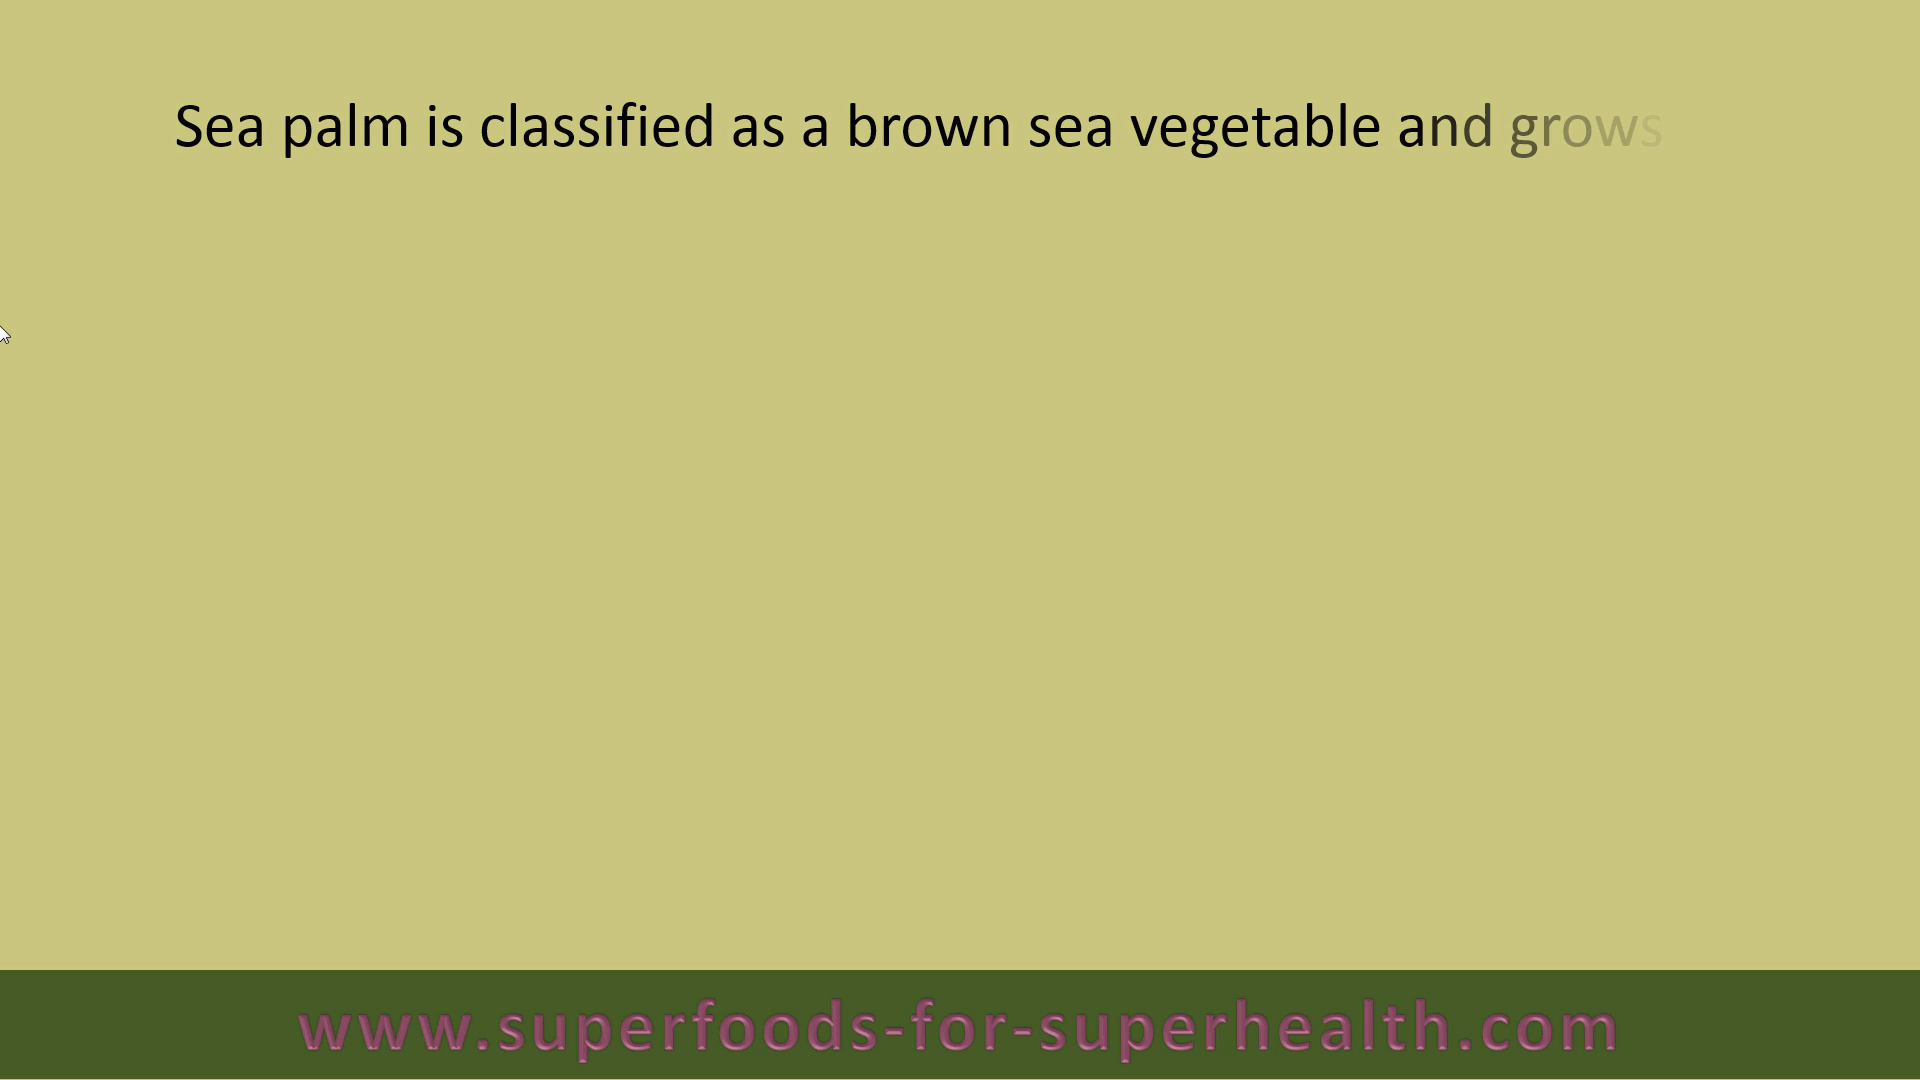 Sea palm is classified as a brown sea vegetable and grows
www.superfoods-for-superhealth.com